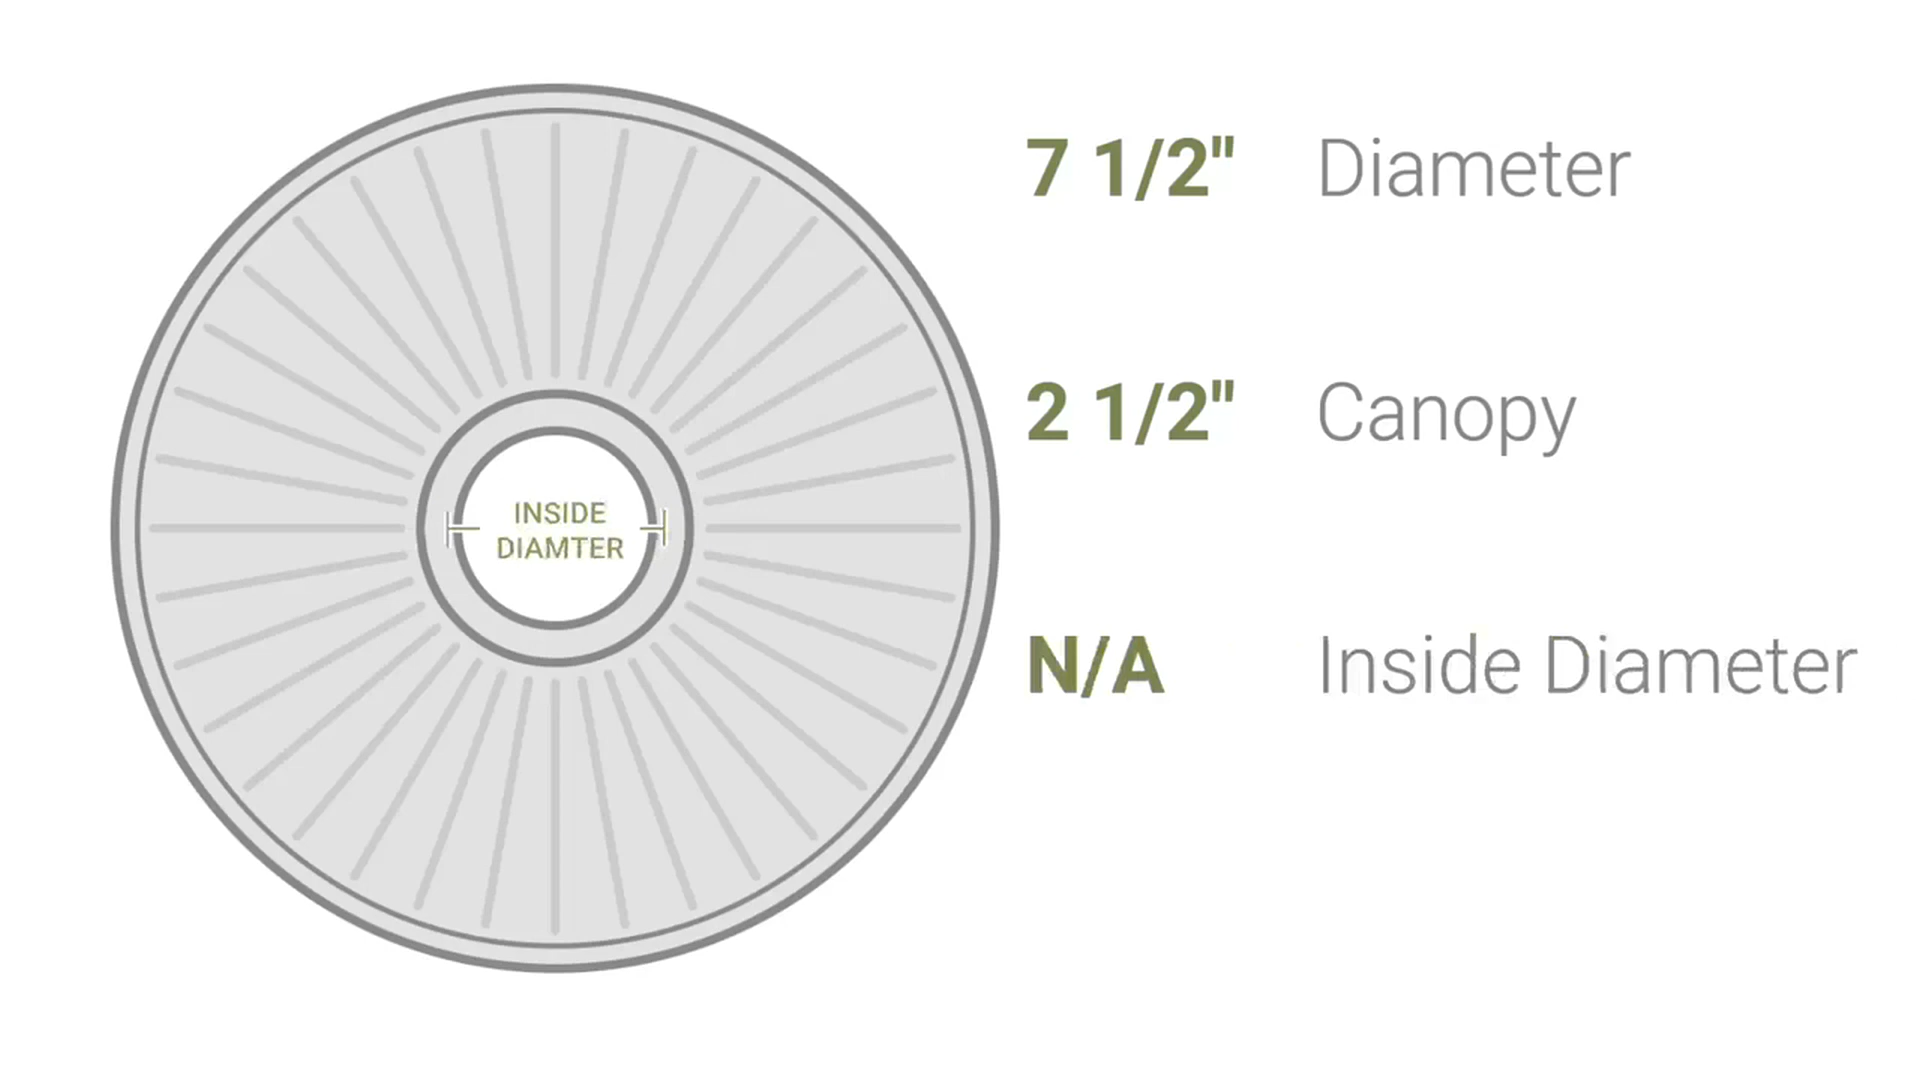 INSIDE
DIAMTER
7 1/2" Diameter
2 1/2" Canopy
N/A Inside Diameter